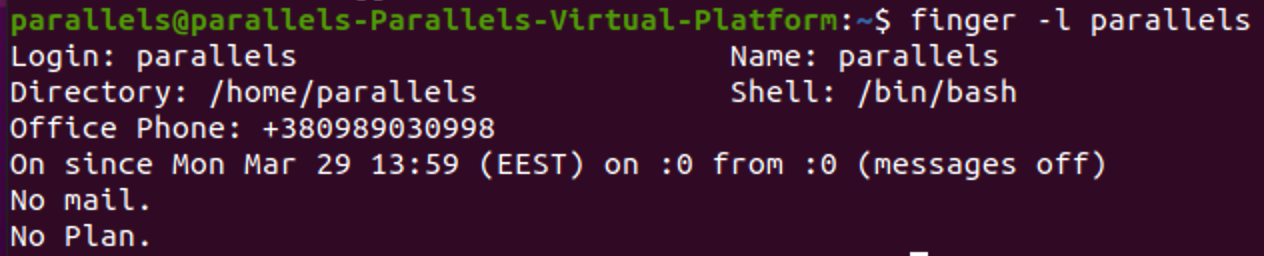 parallels@parallels-Parallels-Virtual-Platform:~$ finger -l parallels
Login: parallels Name: parallels
Directory: /home/parallels Shell: /bin/bash
Office Phone: +380989030998
On since Mon Mar 29 13:59 (EEST) on :0 from :0 (messages off)
No mail.
No Plan.